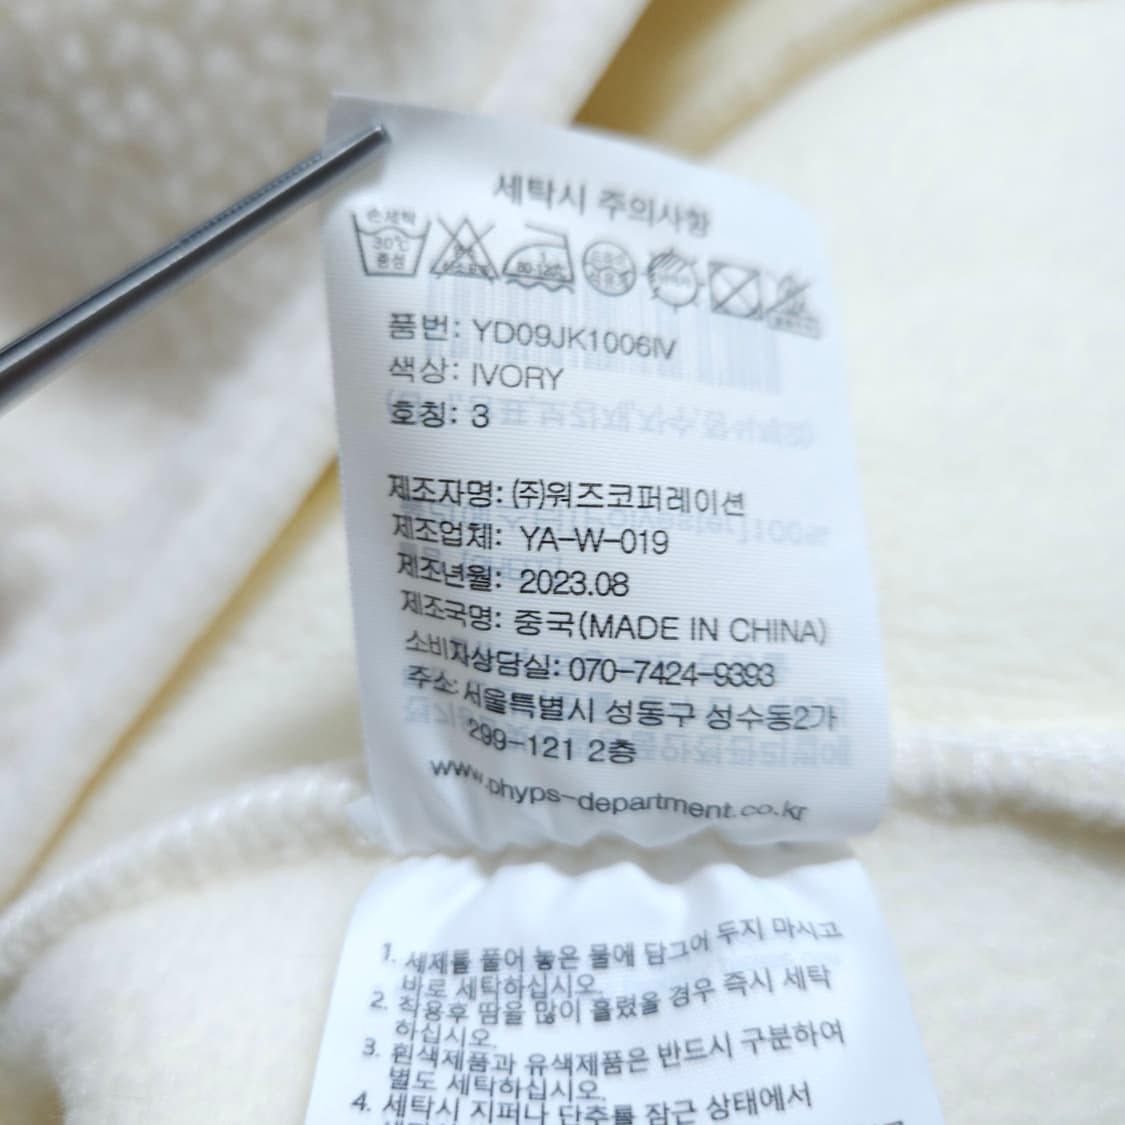 세탁시 주의사항
손세탁
30℃
중성
80-120℃
품번: YD09JK1006IV
색상: IVORY
호칭: 3
제조자명: (주)워즈코퍼레이션
제조업체: YA-W-019
제조년월: 2023.08
제조국명: 중국(MADE IN CHINA)
소비자상담실: 070-7424-9393
주소: 서울특별시 성동구 성수동2가
299-121 2층
www.phyps-department.co.kr
1. 세제를 풀어 놓은 물에 담그어 두지 마시고
바로 세탁하십시오.
2. 착용후 땀을 많이 흘렸을 경우 즉시 세탁
하십시오.
3. 흰색제품과 유색제품은 반드시 구분하여
별도 세탁하십시오.
4. 세탁시 지퍼나 단추를 잠근 상태에서